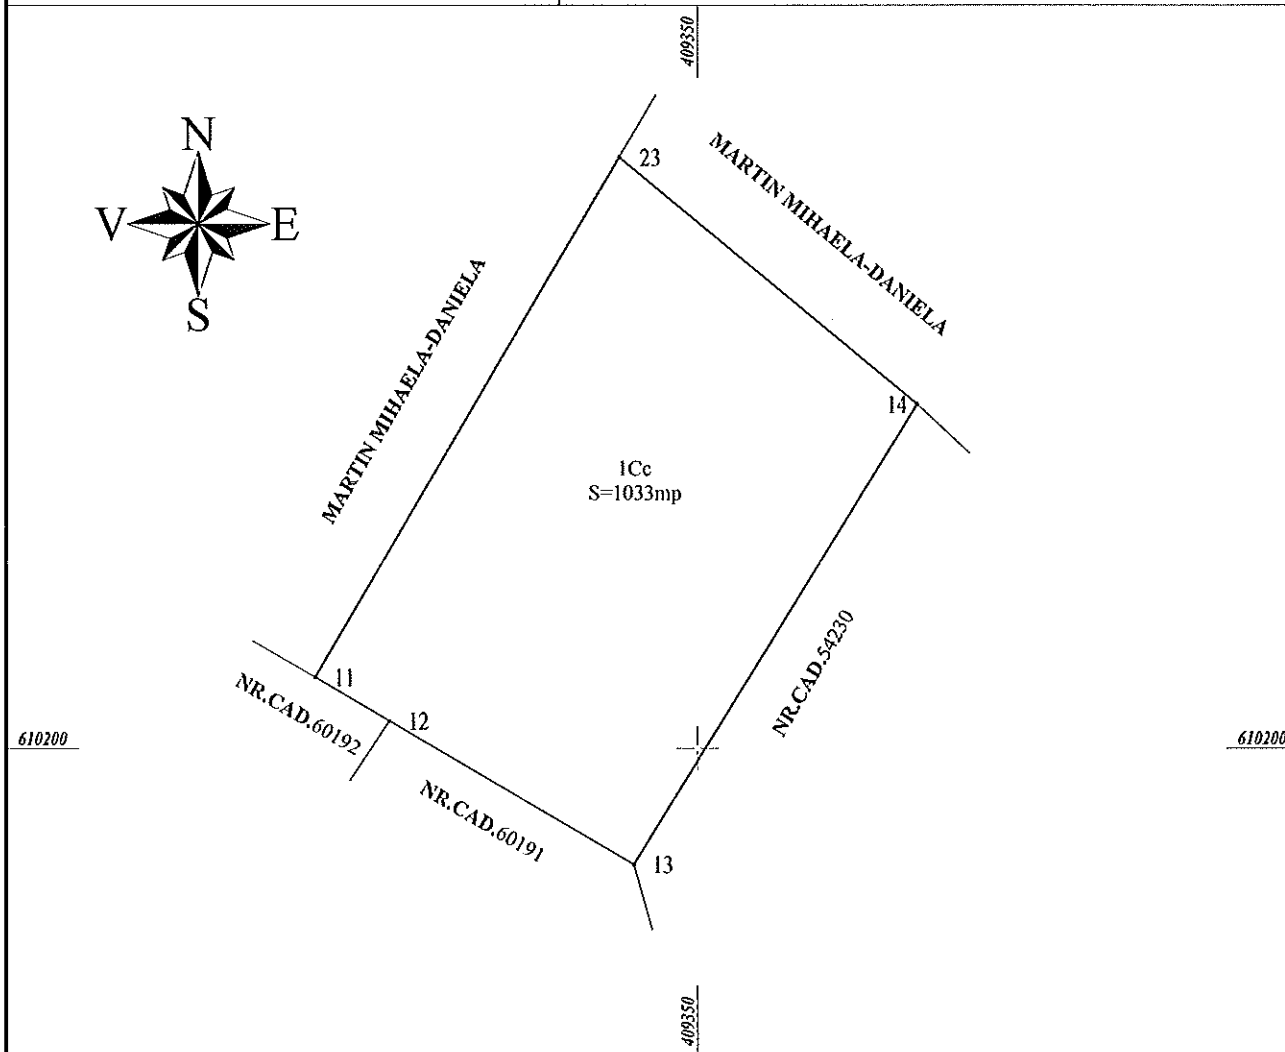 409350
N
V
E
S
23
MARTIN MIHAELA-DANIELA
MARTIN MIHAELA-DANIELA
14
1Cc
S=1033mp
NR.CAD.54230
11
NR.CAD.60192
12
NR.CAD.60191
610200
610200
13
409350